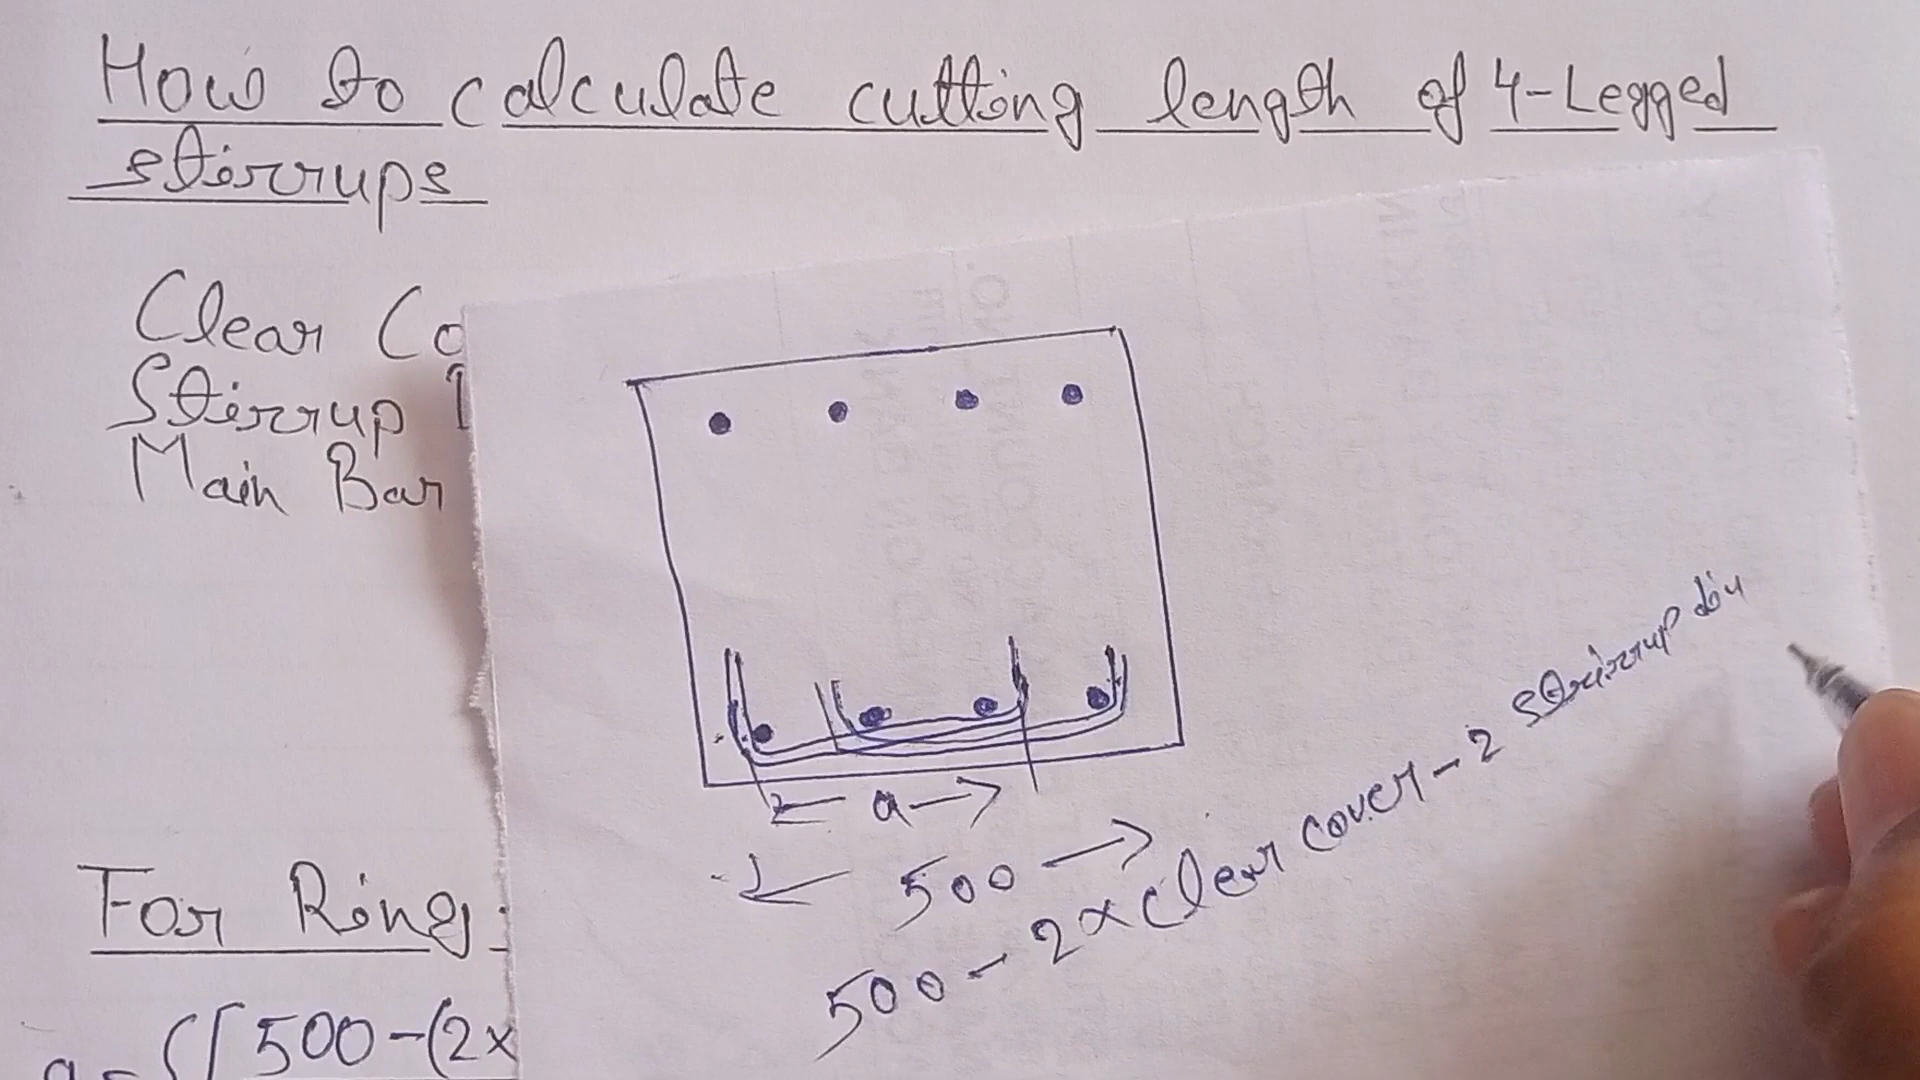 How to calculate cutting length of 4-Legged
stirrups
Clear Co
Stirrup
Main Bar
a
500
500 - 2 x clear cover - 2 stirrup dia
For Ring:
a = {[500-(2x